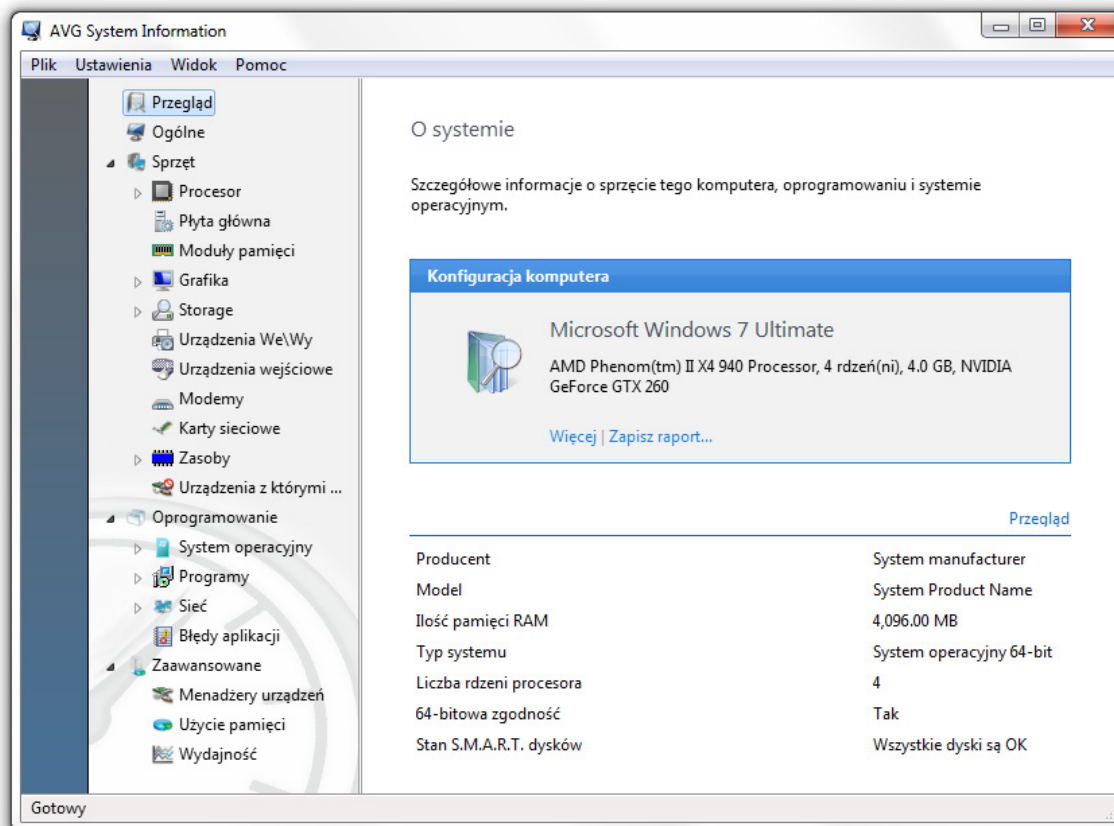 AVG System Information
Plik Ustawienia Widok Pomoc
Przegląd
Ogólne
Sprzęt
Procesor
Płyta główna
Moduły pamięci
Grafika
Storage
Urządzenia We\Wy
Urządzenia wejściowe
Modemy
Karty sieciowe
Zasoby
Urządzenia z którymi ...
Oprogramowanie
System operacyjny
Programy
Sieć
Błędy aplikacji
Zaawansowane
Menadżery urządzeń
Użycie pamięci
Wydajność
O systemie
Szczegółowe informacje o sprzęcie tego komputera, oprogramowaniu i systemie
operacyjnym.
Konfiguracja komputera
Microsoft Windows 7 Ultimate
AMD Phenom(tm) II X4 940 Processor, 4 rdzeń(ni), 4.0 GB, NVIDIA
GeForce GTX 260
Więcej | Zapisz raport...
Przegląd
Producent System manufacturer
Model System Product Name
Ilość pamięci RAM 4,096.00 MB
Typ systemu System operacyjny 64-bit
Liczba rdzeni procesora 4
64-bitowa zgodność Tak
Stan S.M.A.R.T. dysków Wszystkie dyski są OK
Gotowy